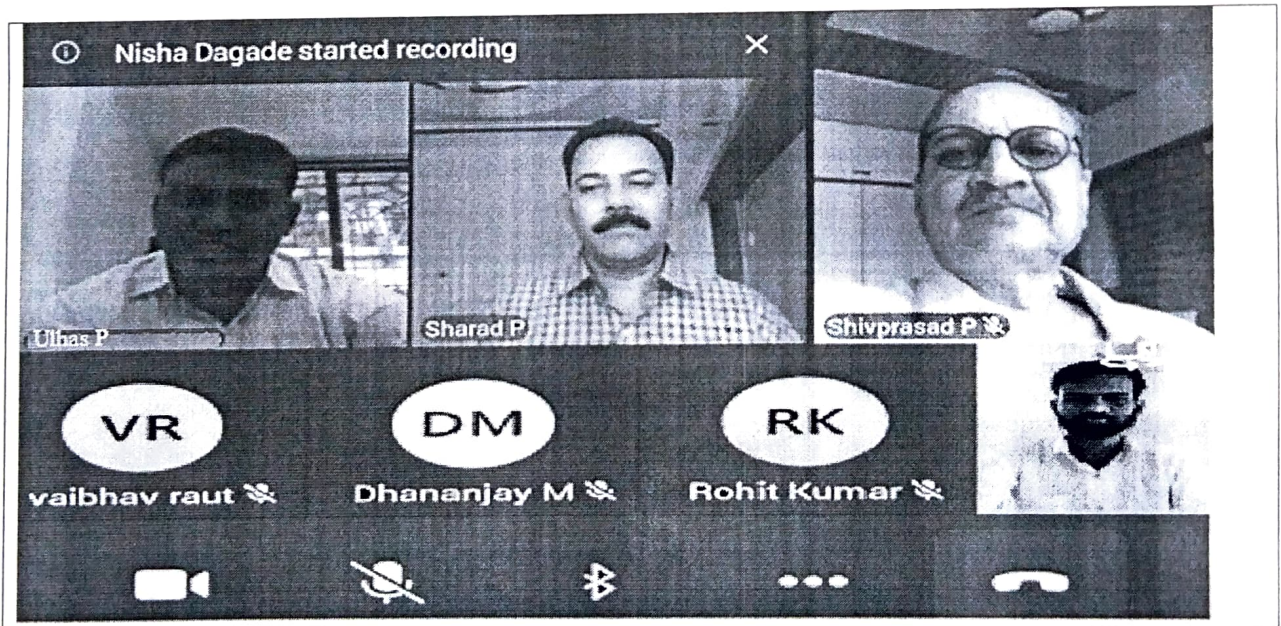 Nisha Dagade started recording
Ulhas P
Sharad P
Shivprasad P
VR
DM
RK
vaibhav raut
Dhananjay M
Rohit Kumar